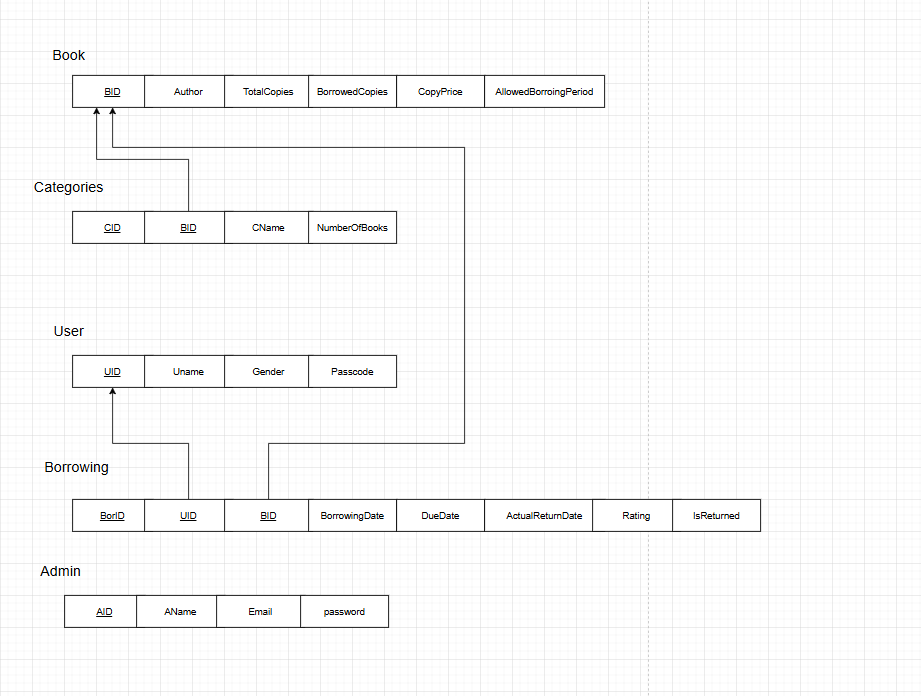 Book
BID Author TotalCopies BorrowedCopies CopyPrice AllowedBorroingPeriod
Categories
CID BID CName NumberOfBooks
User
UID Uname Gender Passcode
Borrowing
BorID UID BID BorrowingDate DueDate ActualReturnDate Rating IsReturned
Admin
AID AName Email password